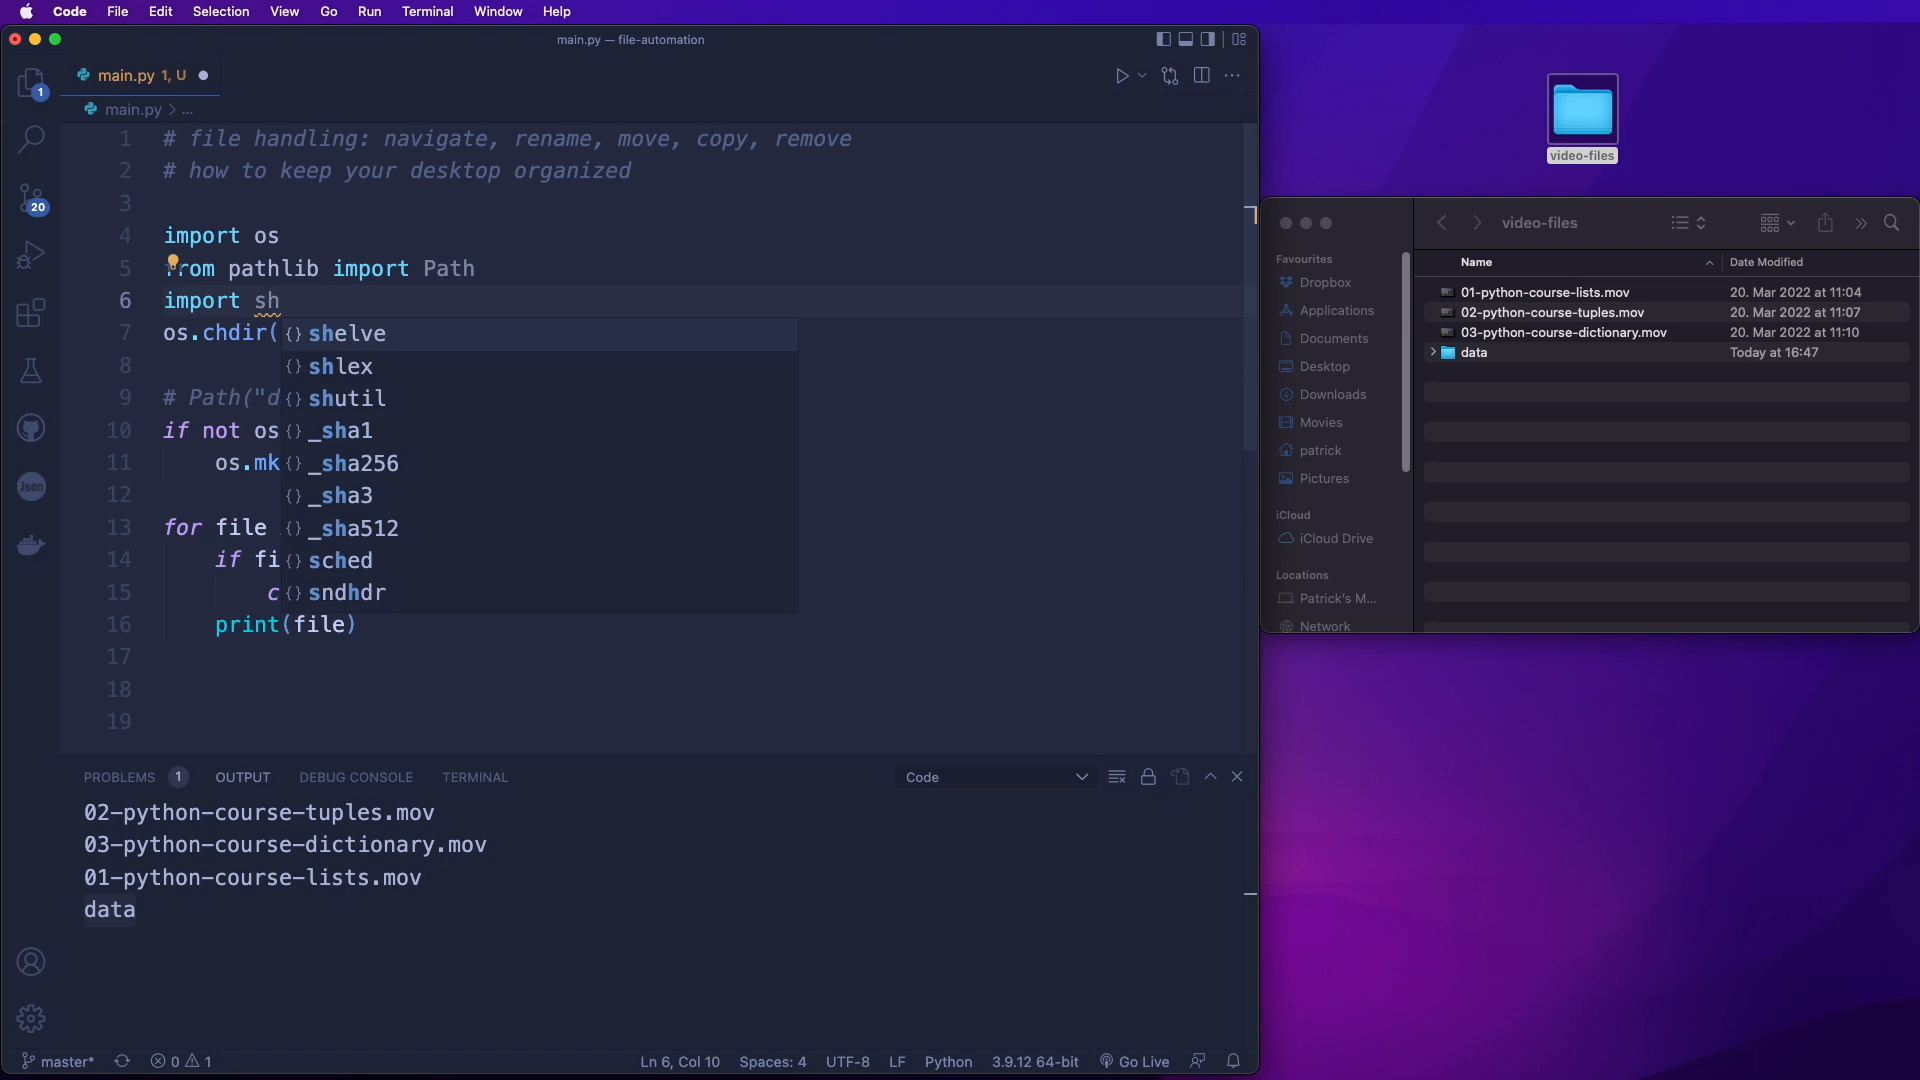 Code File Edit Selection View Go Run Terminal Window Help
main.py — file-automation
main.py 1, U
1
main.py > ...
1 # file handling: navigate, rename, move, copy, remove
2 # how to keep your desktop organized
3
4 import os
5 from pathlib import Path
6 import sh
7 os.chdir(
8
9 # Path("d
10 if not os
11 os.mk
12
13 for file
14 if fi
15 c
16 print(file)
17
18
19
{} shelve
{} shlex
{} shutil
{} _sha1
{} _sha256
{} _sha3
{} _sha512
{} sched
{} sndhdr
20
Json
PROBLEMS 1 OUTPUT DEBUG CONSOLE TERMINAL
Code
02-python-course-tuples.mov
03-python-course-dictionary.mov
01-python-course-lists.mov
data
master* 0 1
Ln 6, Col 10 Spaces: 4 UTF-8 LF Python 3.9.12 64-bit Go Live
video-files
video-files
Favourites
Dropbox
Applications
Documents
Desktop
Downloads
Movies
patrick
Pictures
iCloud
iCloud Drive
Locations
Patrick's M...
Network
Name Date Modified
01-python-course-lists.mov 20. Mar 2022 at 11:04
02-python-course-tuples.mov 20. Mar 2022 at 11:07
03-python-course-dictionary.mov 20. Mar 2022 at 11:10
data Today at 16:47